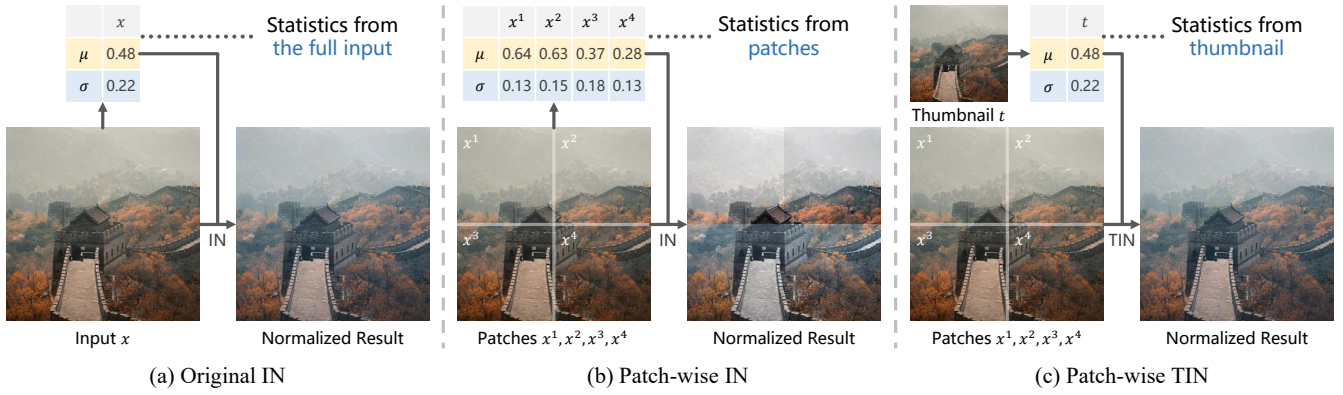 x
μ 0.48
σ 0.22
Statistics from
the full input
IN
Input x
Normalized Result
(a) Original IN
x¹ x² x³ x⁴
μ 0.64 0.63 0.37 0.28
σ 0.13 0.15 0.18 0.13
Statistics from
patches
x¹ x²
x³ x⁴
IN
Patches x¹, x², x³, x⁴
Normalized Result
(b) Patch-wise IN
t
μ 0.48
σ 0.22
Statistics from
thumbnail
Thumbnail t
x¹ x²
x³ x⁴
TIN
Patches x¹, x², x³, x⁴
Normalized Result
(c) Patch-wise TIN